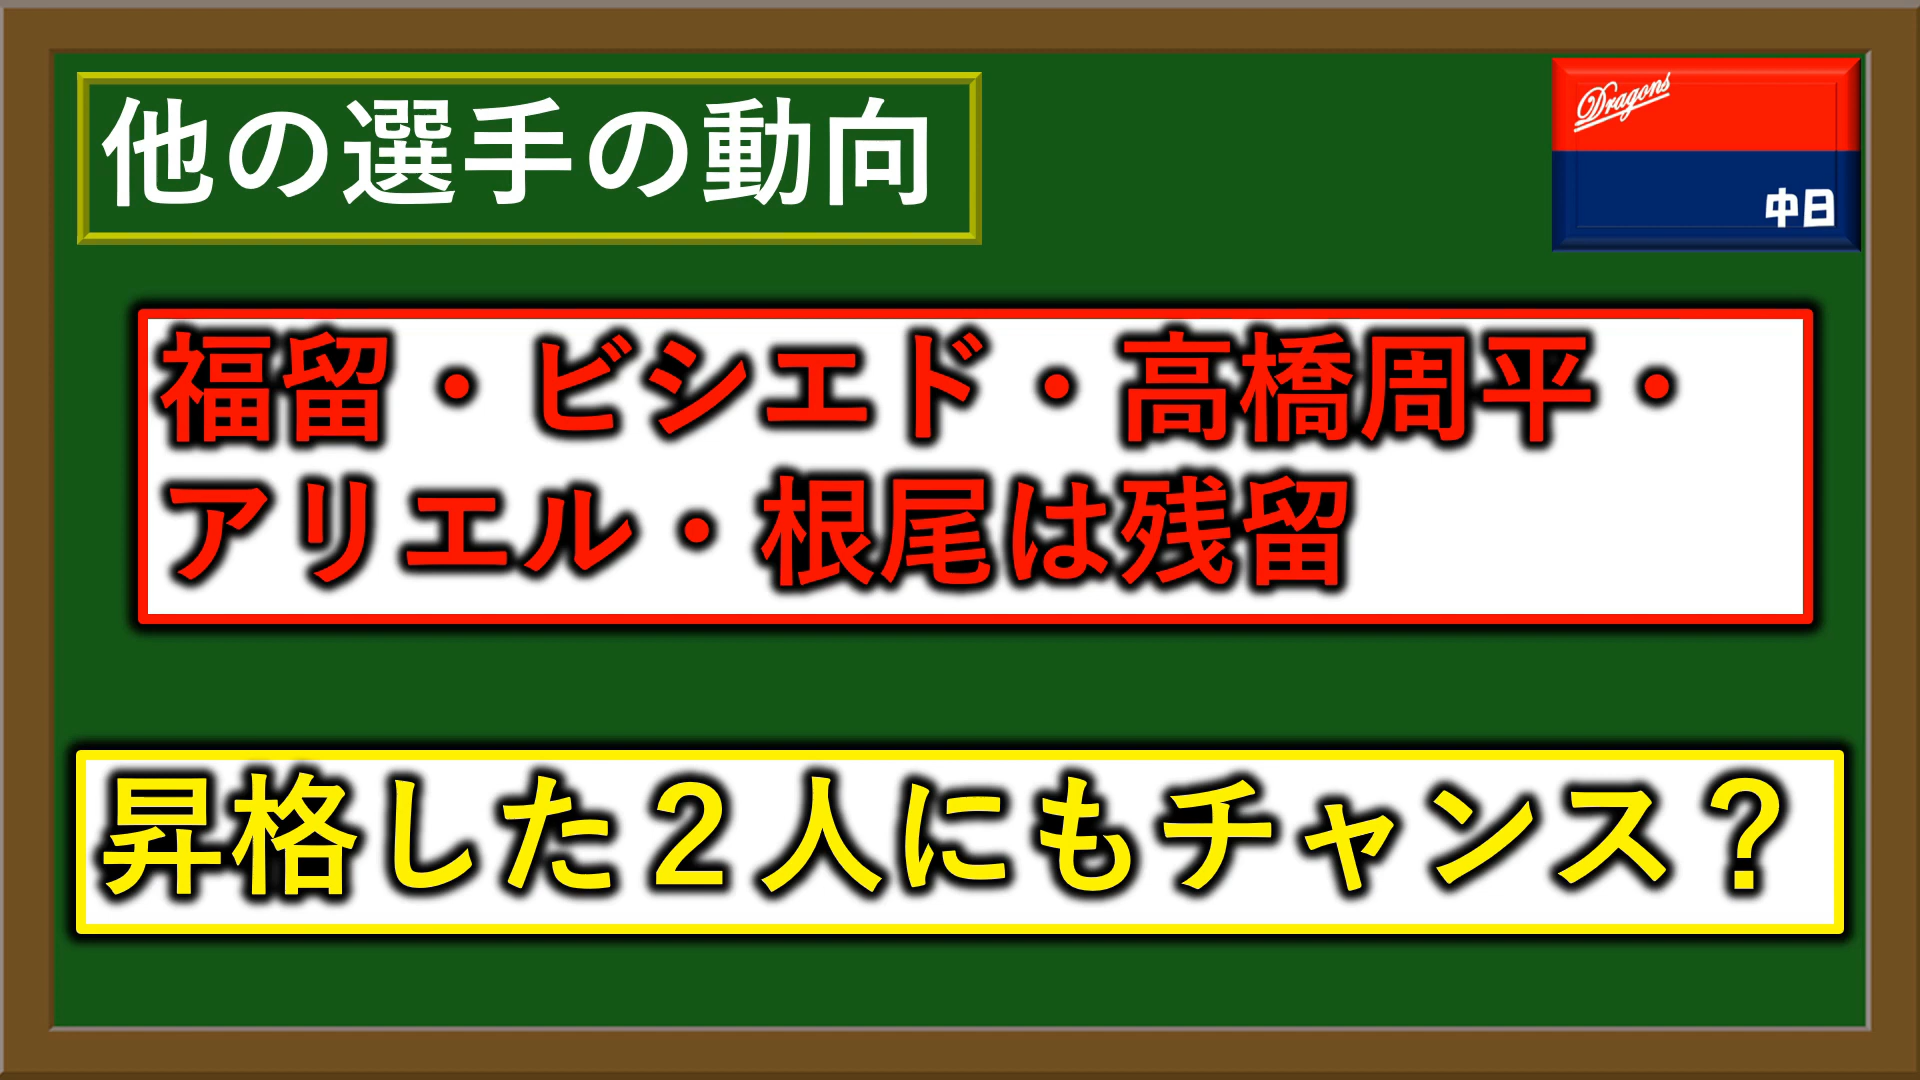 他の選手の動向
Dragons
中日
福留・ビシエド・高橋周平・
アリエル・根尾は残留
昇格した２人にもチャンス？